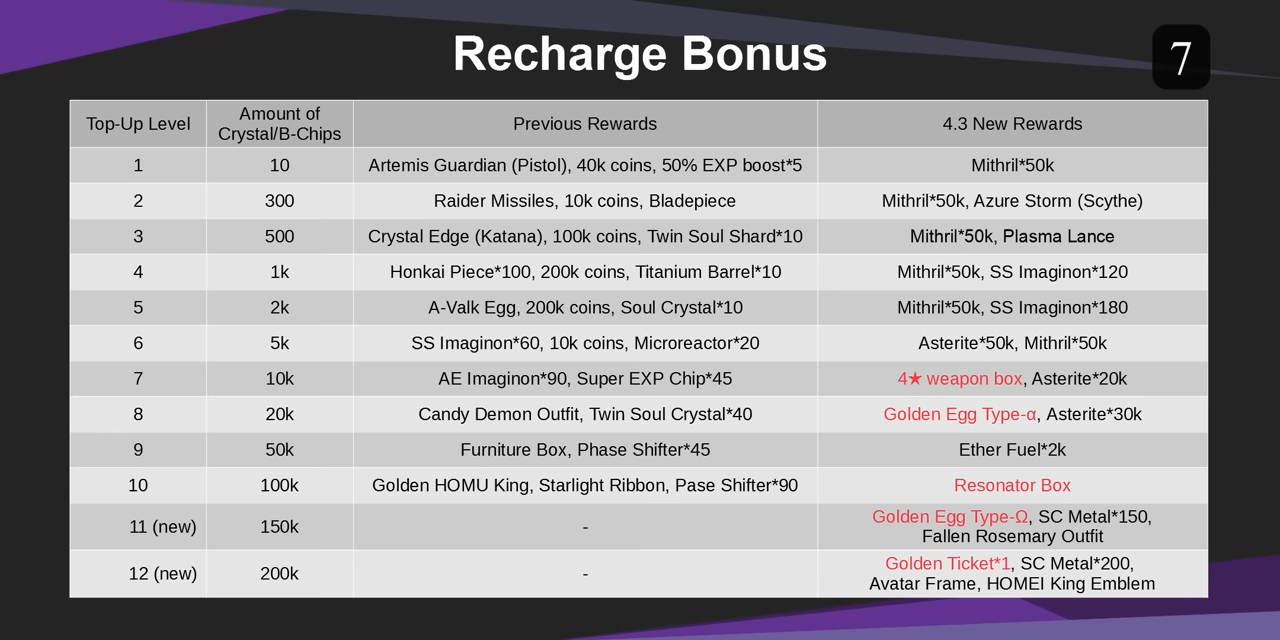 Recharge Bonus
7
Top-Up Level
Amount of
Crystal/B-Chips
Previous Rewards
4.3 New Rewards
1
10
Artemis Guardian (Pistol), 40k coins, 50% EXP boost*5
Mithril*50k
2
300
Raider Missiles, 10k coins, Bladepiece
Mithril*50k, Azure Storm (Scythe)
3
500
Crystal Edge (Katana), 100k coins, Twin Soul Shard*10
Mithril*50k, Plasma Lance
4
1k
Honkai Piece*100, 200k coins, Titanium Barrel*10
Mithril*50k, SS Imaginon*120
5
2k
A-Valk Egg, 200k coins, Soul Crystal*10
Mithril*50k, SS Imaginon*180
6
5k
SS Imaginon*60, 10k coins, Microreactor*20
Asterite*50k, Mithril*50k
7
10k
AE Imaginon*90, Super EXP Chip*45
4★ weapon box, Asterite*20k
8
20k
Candy Demon Outfit, Twin Soul Crystal*40
Golden Egg Type-α, Asterite*30k
9
50k
Furniture Box, Phase Shifter*45
Ether Fuel*2k
10
100k
Golden HOMU King, Starlight Ribbon, Pase Shifter*90
Resonator Box
11 (new)
150k
-
Golden Egg Type-Ω, SC Metal*150,
Fallen Rosemary Outfit
12 (new)
200k
-
Golden Ticket*1, SC Metal*200,
Avatar Frame, HOMEI King Emblem